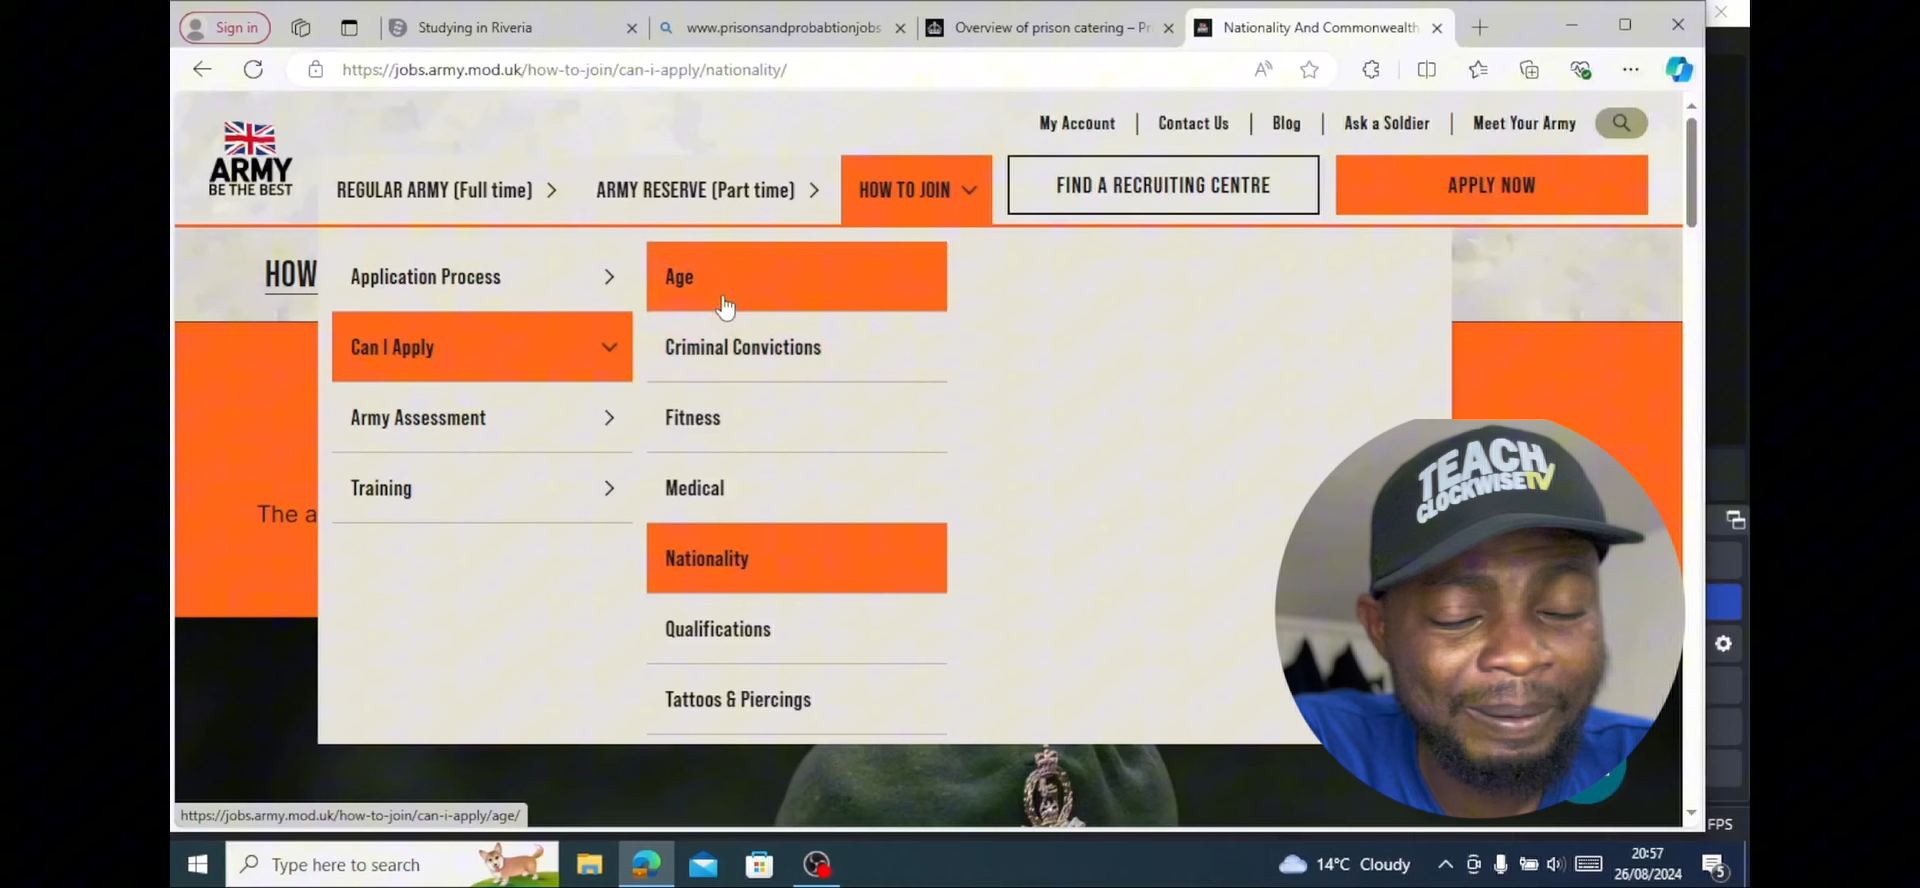 Sign in
Studying in Riveria
www.prisonsandprobabtionjobs
Overview of prison catering – Pr
Nationality And Commonwealth
https://jobs.army.mod.uk/how-to-join/can-i-apply/nationality/
My Account
Contact Us
Blog
Ask a Soldier
Meet Your Army
ARMY
BE THE BEST
REGULAR ARMY (Full time)
ARMY RESERVE (Part time)
HOW TO JOIN
FIND A RECRUITING CENTRE
APPLY NOW
HOW
Application Process
Age
Can I Apply
Criminal Convictions
Army Assessment
Fitness
Training
Medical
The a
Nationality
Qualifications
Tattoos & Piercings
TEACH
CLOCKWISETV
https://jobs.army.mod.uk/how-to-join/can-i-apply/age/
FPS
Type here to search
14°C Cloudy
20:57
26/08/2024
5